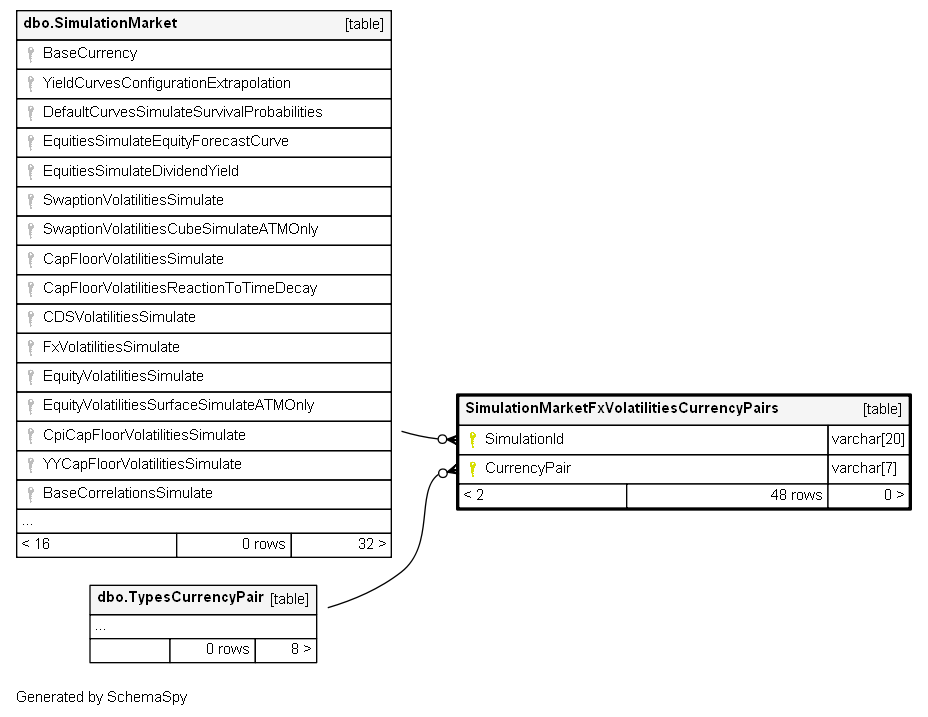 dbo.SimulationMarket [table]
BaseCurrency
YieldCurvesConfigurationExtrapolation
DefaultCurvesSimulateSurvivalProbabilities
EquitiesSimulateEquityForecastCurve
EquitiesSimulateDividendYield
SwaptionVolatilitiesSimulate
SwaptionVolatilitiesCubeSimulateATMOnly
CapFloorVolatilitiesSimulate
CapFloorVolatilitiesReactionToTimeDecay
CDSVolatilitiesSimulate
FxVolatilitiesSimulate
EquityVolatilitiesSimulate
EquityVolatilitiesSurfaceSimulateATMOnly
CpiCapFloorVolatilitiesSimulate
YYCapFloorVolatilitiesSimulate
BaseCorrelationsSimulate
...
< 16 0 rows 32 >
SimulationMarketFxVolatilitiesCurrencyPairs [table]
SimulationId varchar[20]
CurrencyPair varchar[7]
< 2 48 rows 0 >
dbo.TypesCurrencyPair [table]
...
0 rows 8 >
Generated by SchemaSpy